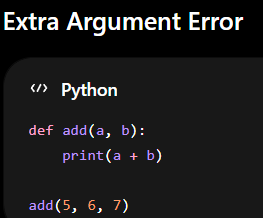 Extra Argument Error
</> Python
def add(a, b):
    print(a + b)
add(5, 6, 7)